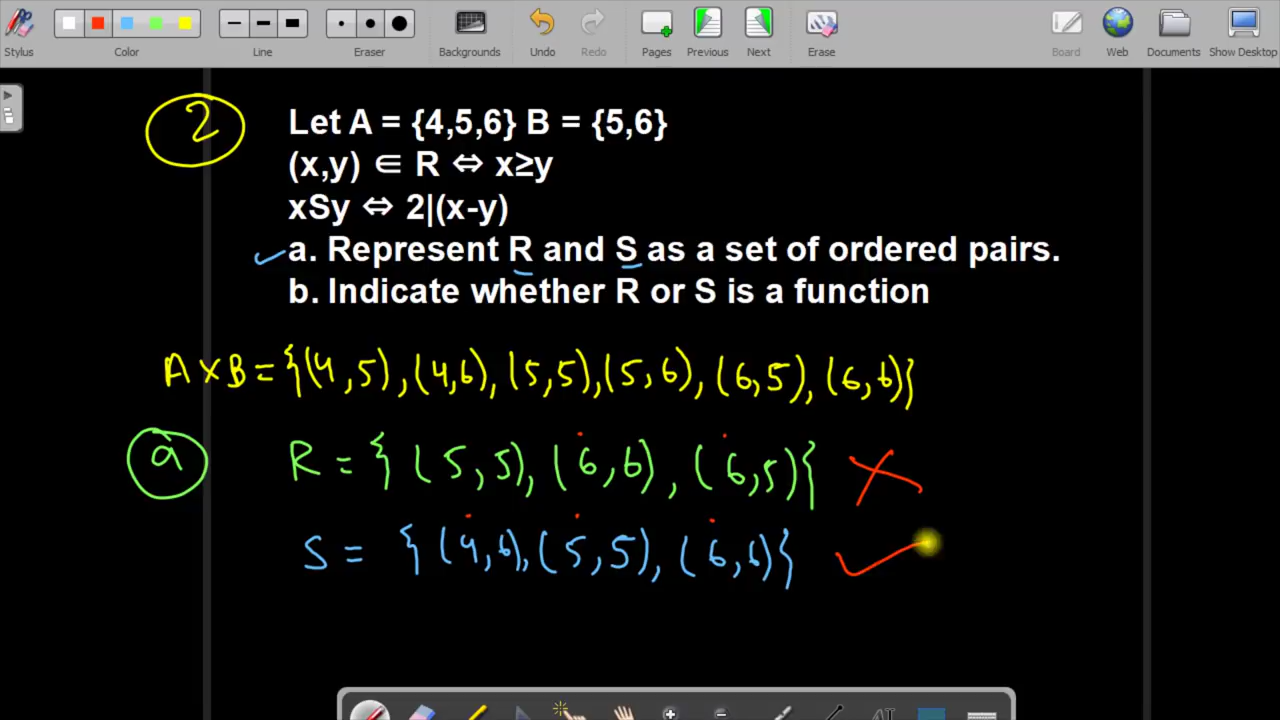 Stylus Color Line Eraser Backgrounds Undo Redo Pages Previous Next Erase Board Web Documents Show Desktop
2
Let A = {4,5,6} B = {5,6}
(x,y) ∈ R ⇔ x≥y
xSy ⇔ 2|(x-y)
a. Represent R and S as a set of ordered pairs.
b. Indicate whether R or S is a function
A×B={(4,5),(4,6),(5,5),(5,6),(6,5),(6,6)}
a R={(5,5),(6,6),(6,5)}
S={(4,6),(5,5),(6,6)}